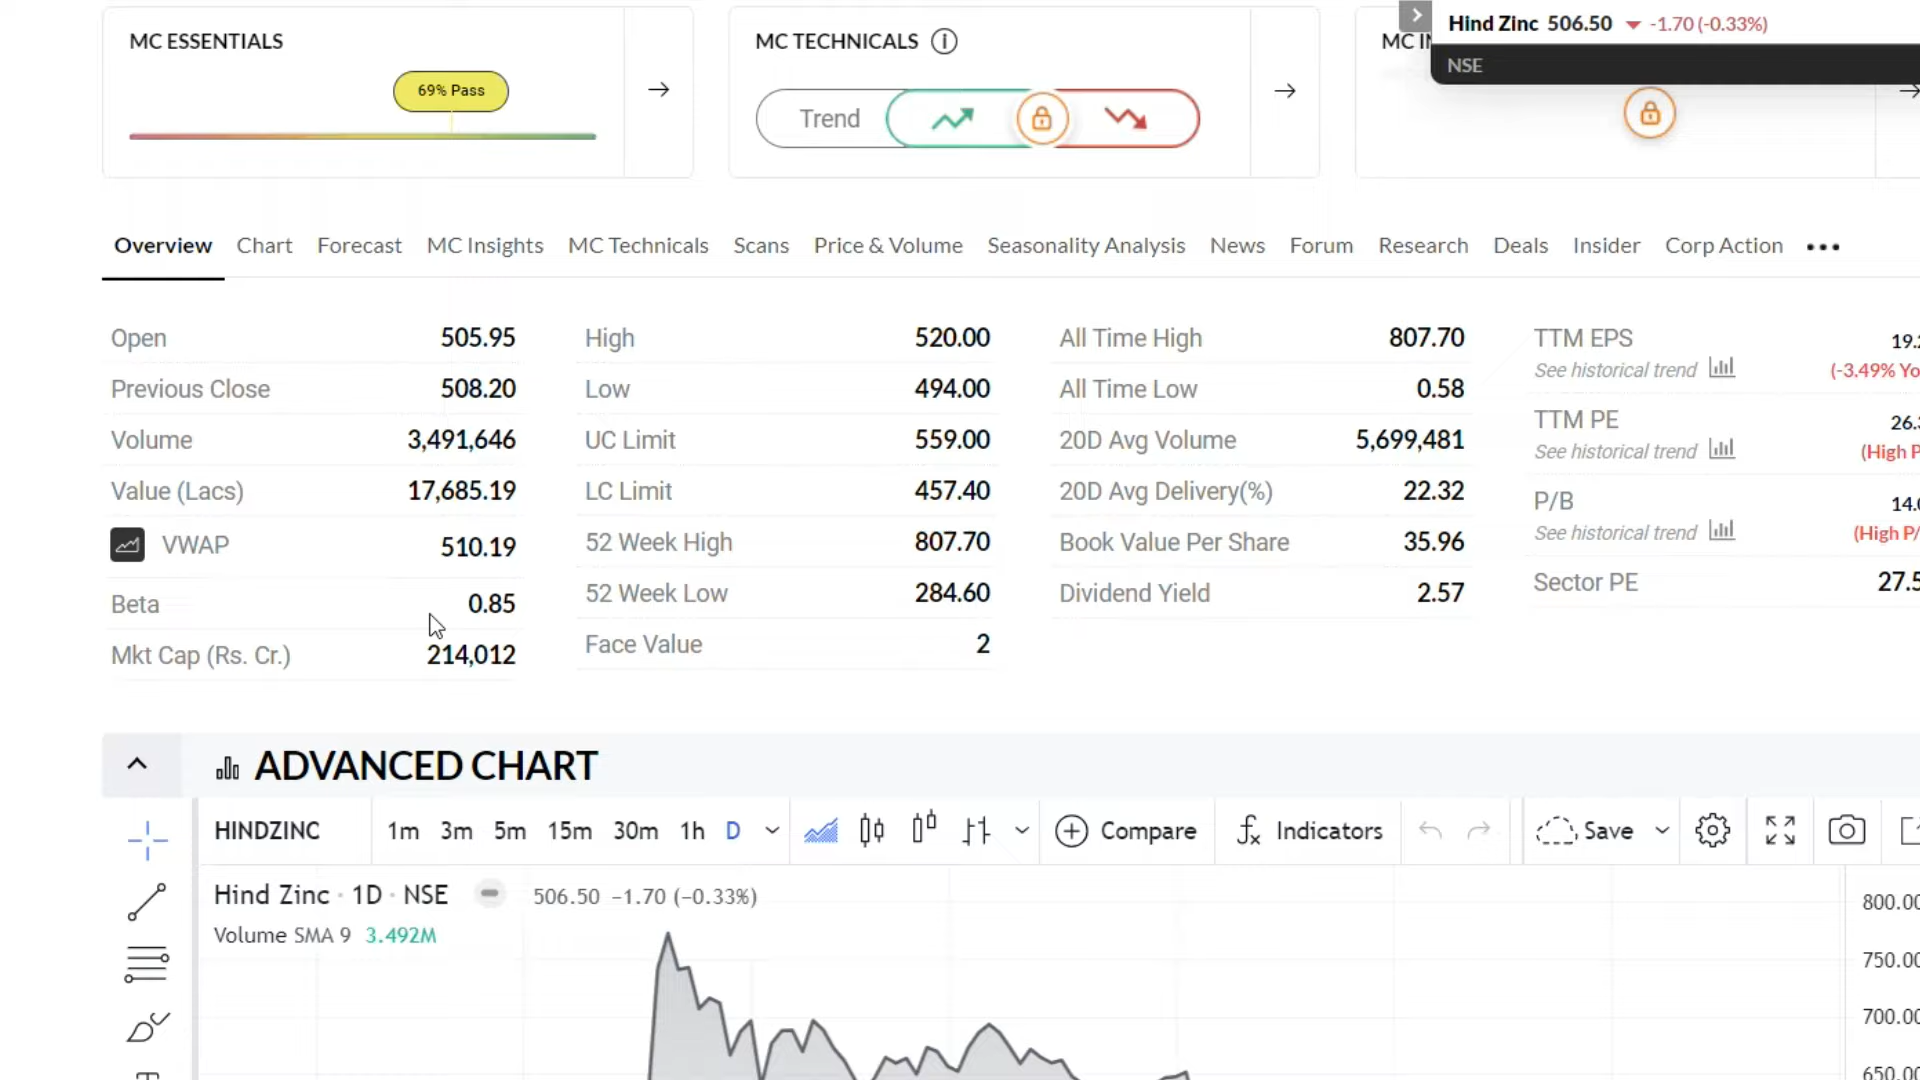 MC ESSENTIALS
69% Pass
MC TECHNICALS
Trend
Hind Zinc 506.50 -1.70 (-0.33%)
NSE
Overview Chart Forecast MC Insights MC Technicals Scans Price & Volume Seasonality Analysis News Forum Research Deals Insider Corp Action
Open 505.95
Previous Close 508.20
Volume 3,491,646
Value (Lacs) 17,685.19
VWAP 510.19
Beta 0.85
Mkt Cap (Rs. Cr.) 214,012
High 520.00
Low 494.00
UC Limit 559.00
LC Limit 457.40
52 Week High 807.70
52 Week Low 284.60
Face Value 2
All Time High 807.70
All Time Low 0.58
20D Avg Volume 5,699,481
20D Avg Delivery(%) 22.32
Book Value Per Share 35.96
Dividend Yield 2.57
TTM EPS
See historical trend (-3.49%
TTM PE
See historical trend (High
P/B
See historical trend (High
Sector PE
ADVANCED CHART
HINDZINC 1m 3m 5m 15m 30m 1h D Compare Indicators Save
Hind Zinc · 1D · NSE 506.50 −1.70 (−0.33%)
Volume SMA 9 3.492M